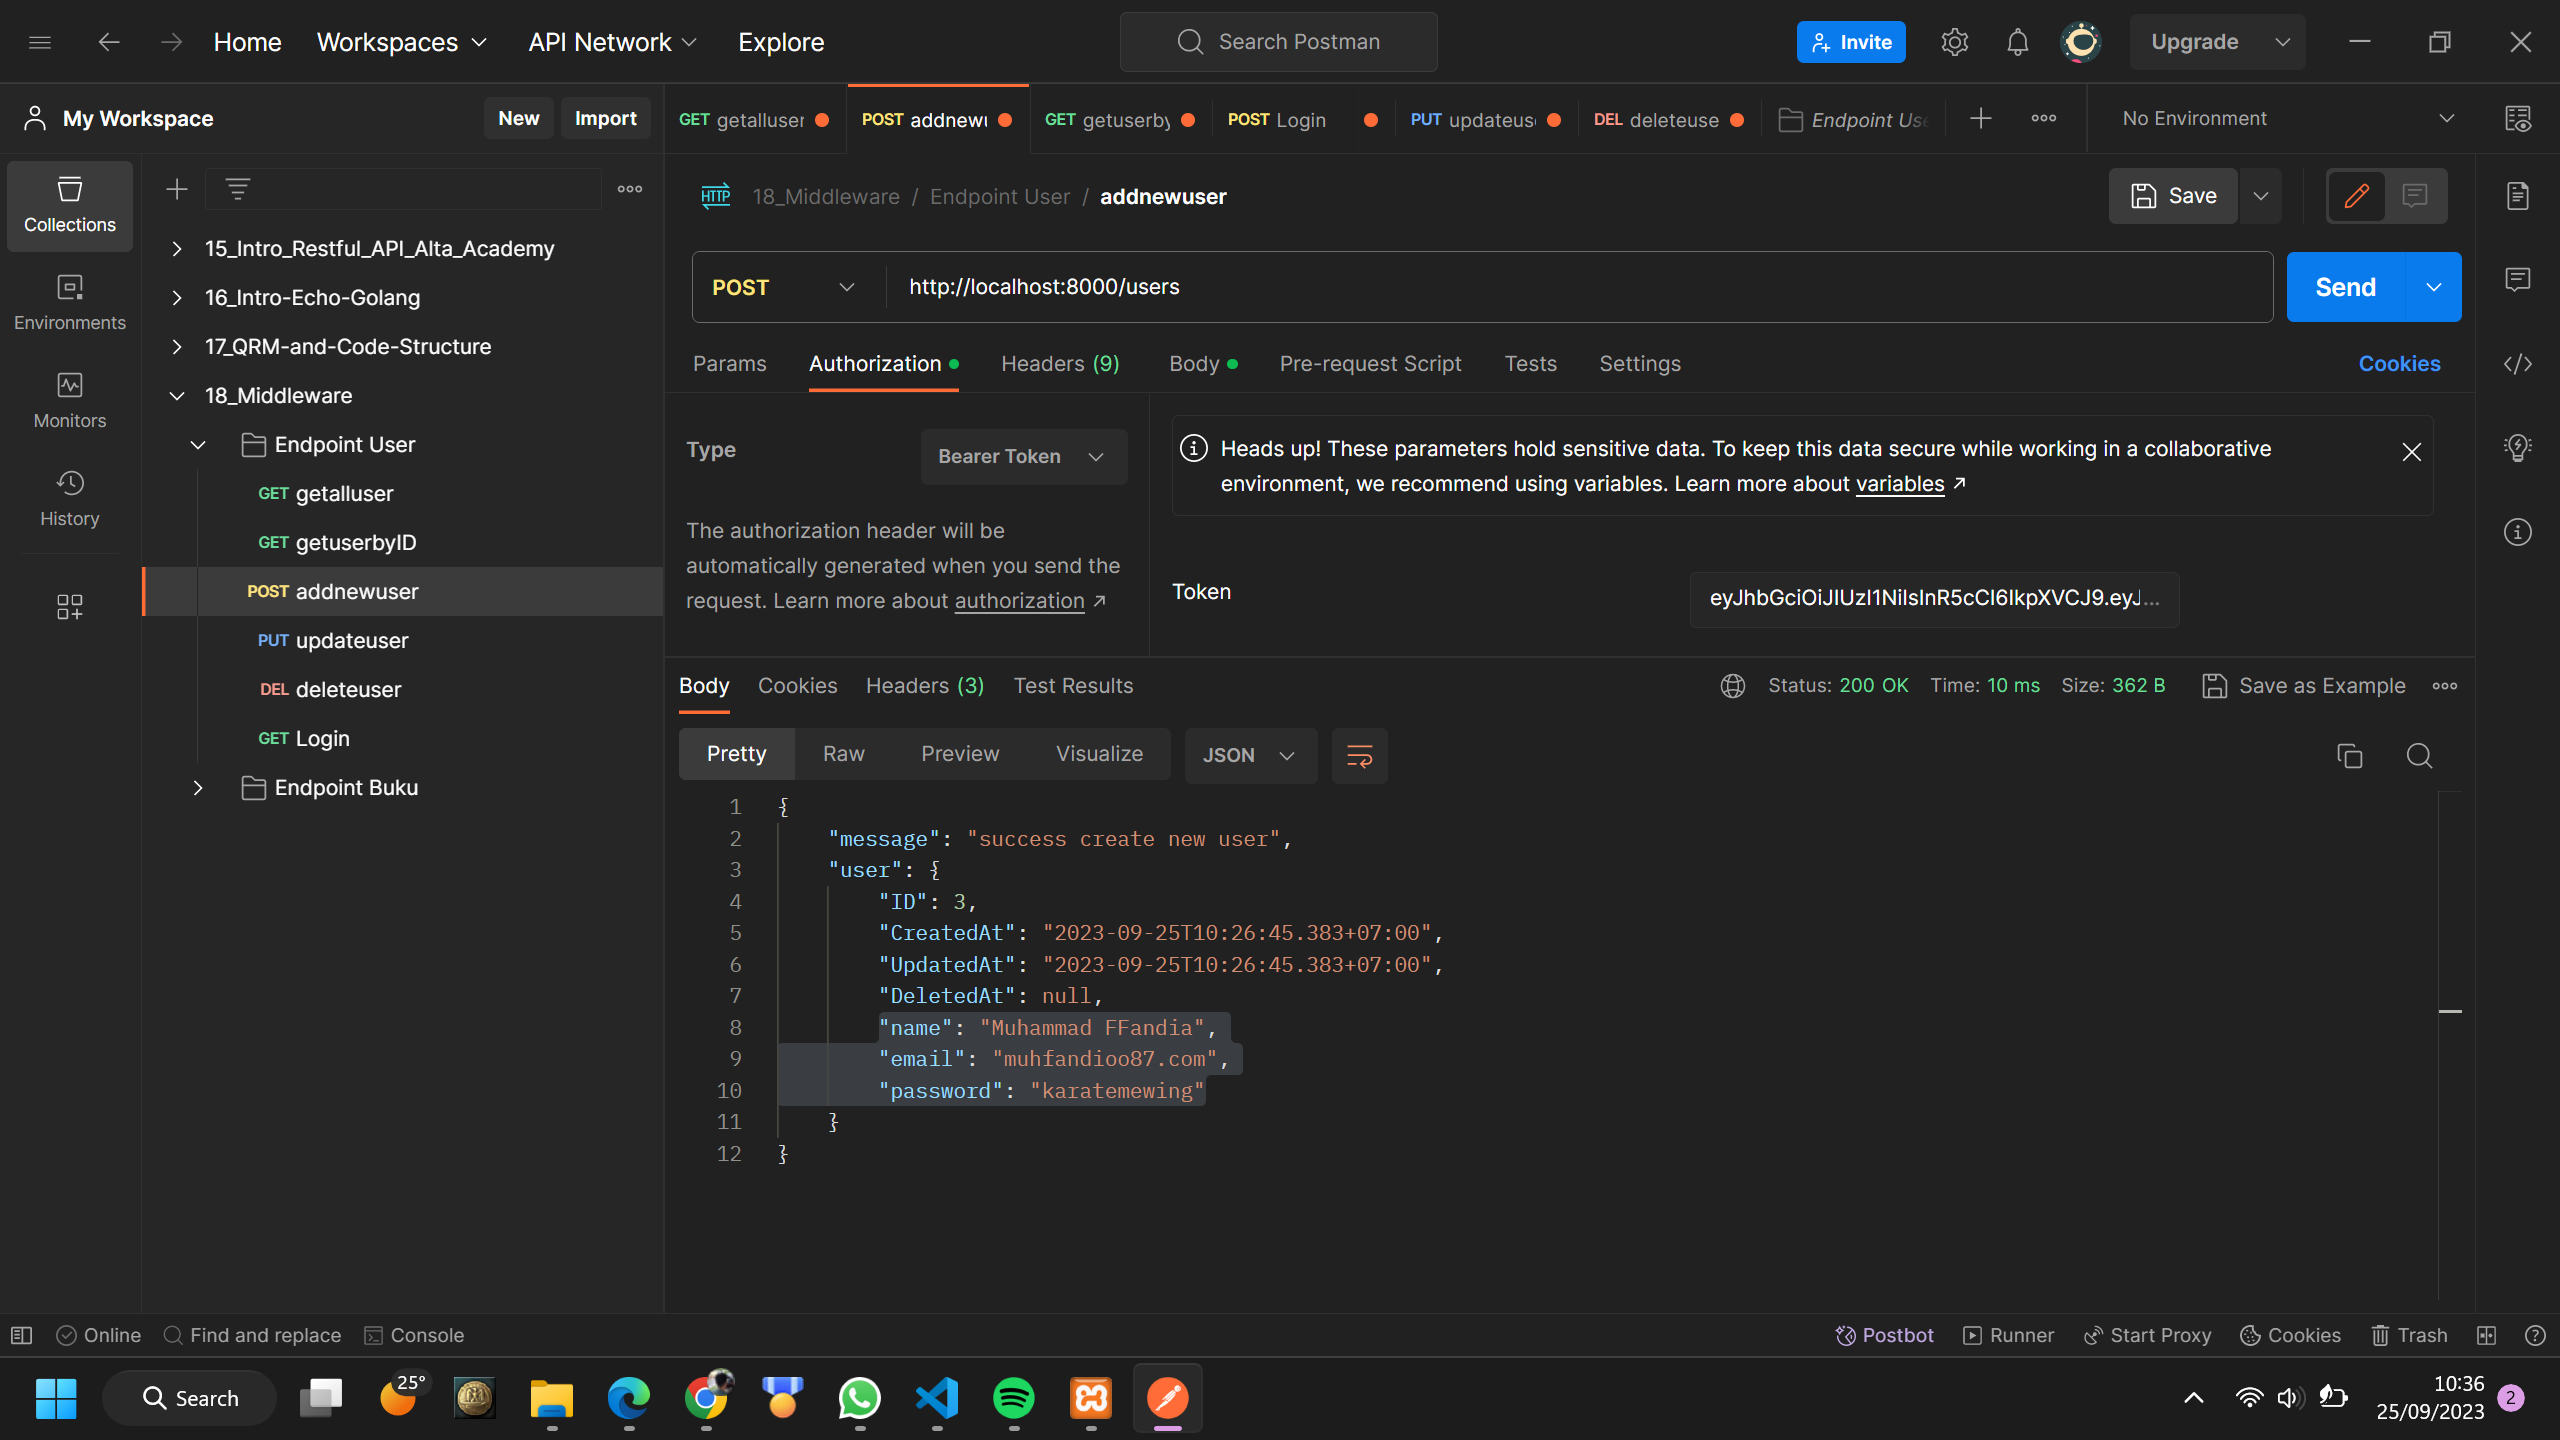 Home Workspaces API Network Explore Search Postman Invite Upgrade
My Workspace New Import
GET getalluser POST addnewu GET getuserby POST Login PUT updateus DEL deleteuse Endpoint Use No Environment
Collections
Environments
Monitors
History
15_Intro_Restful_API_Alta_Academy
16_Intro-Echo-Golang
17_QRM-and-Code-Structure
18_Middleware
Endpoint User
GET getalluser
GET getuserbyID
POST addnewuser
PUT updateuser
DEL deleteuser
GET Login
Endpoint Buku
HTTP 18_Middleware / Endpoint User / addnewuser Save
POST http://localhost:8000/users Send
Params Authorization Headers (9) Body Pre-request Script Tests Settings Cookies
Type Bearer Token
The authorization header will be
automatically generated when you send the
request. Learn more about authorization ↗
Heads up! These parameters hold sensitive data. To keep this data secure while working in a collaborative
environment, we recommend using variables. Learn more about variables ↗
Token eyJhbGciOiJIUzI1NiIsInR5cCI6IkpXVCJ9.eyJ...
Body Cookies Headers (3) Test Results Status: 200 OK Time: 10 ms Size: 362 B Save as Example
Pretty Raw Preview Visualize JSON
1 {
2 "message": "success create new user",
3 "user": {
4 "ID": 3,
5 "CreatedAt": "2023-09-25T10:26:45.383+07:00",
6 "UpdatedAt": "2023-09-25T10:26:45.383+07:00",
7 "DeletedAt": null,
8 "name": "Muhammad FFandia",
9 "email": "muhfandioo87.com",
10 "password": "karatemewing"
11 }
12 }
Online Find and replace Console Postbot Runner Start Proxy Cookies Trash
Search 25° 10:36
25/09/2023 2